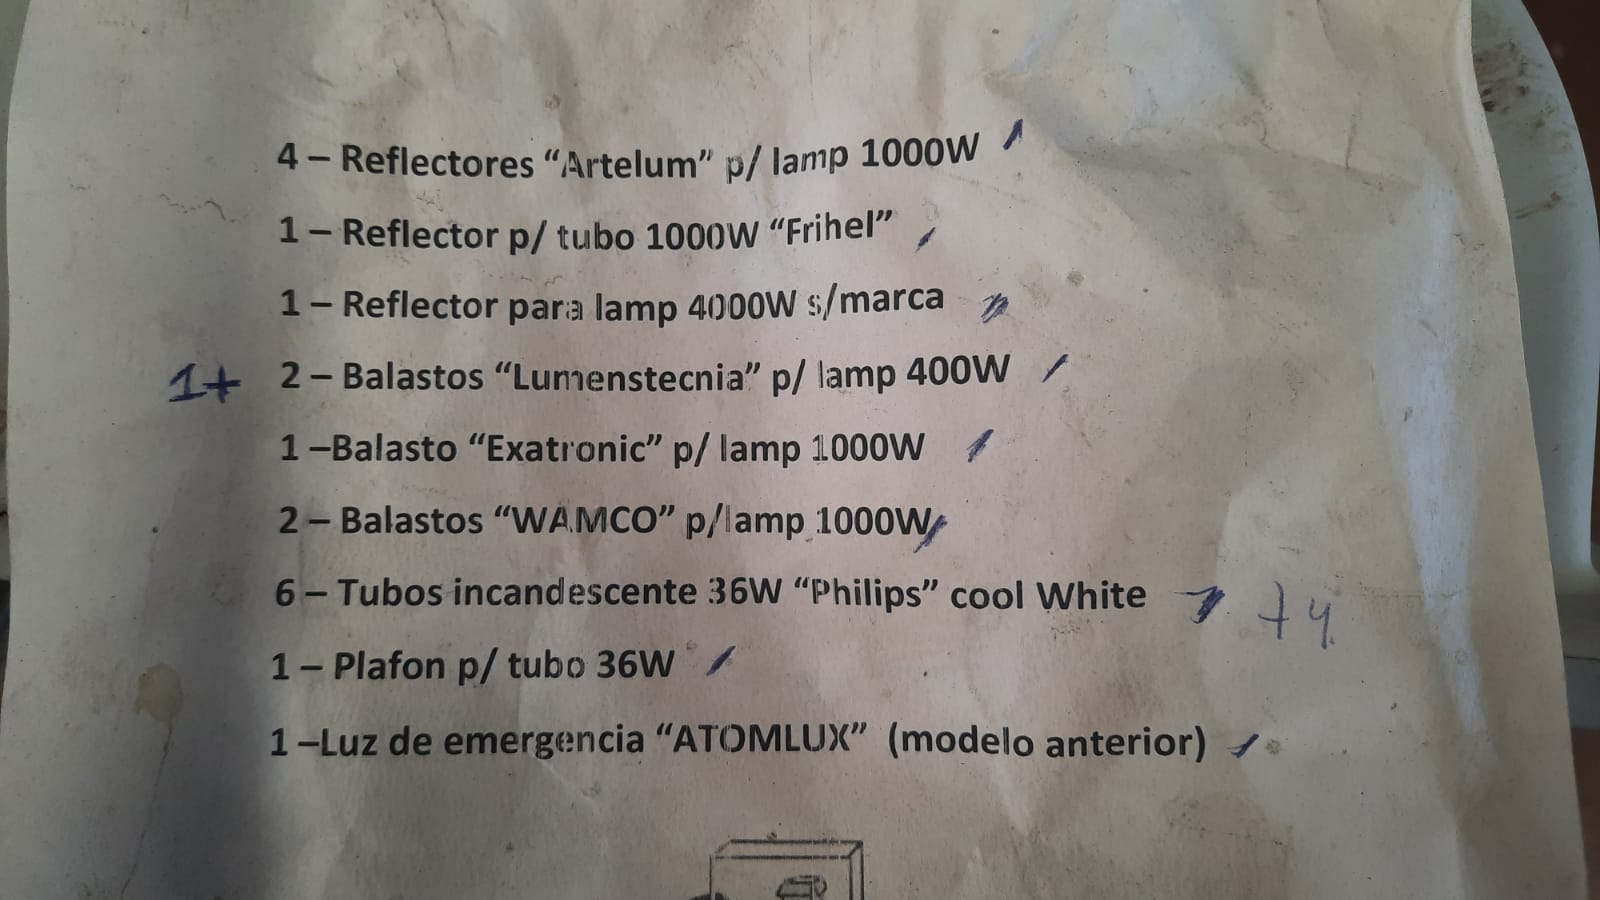 4 – Reflectores “Artelum” p/ lamp 1000W
1 – Reflector p/ tubo 1000W “Frihel”
1 – Reflector para lamp 4000W s/marca
1+ 2 – Balastos “Lumenstecnia” p/ lamp 400W
1 –Balasto “Exatronic” p/ lamp 1000W
2 – Balastos “WAMCO” p/lamp 1000W
6 – Tubos incandescente 36W “Philips” cool White +4
1 – Plafon p/ tubo 36W
1 –Luz de emergencia “ATOMLUX” (modelo anterior)